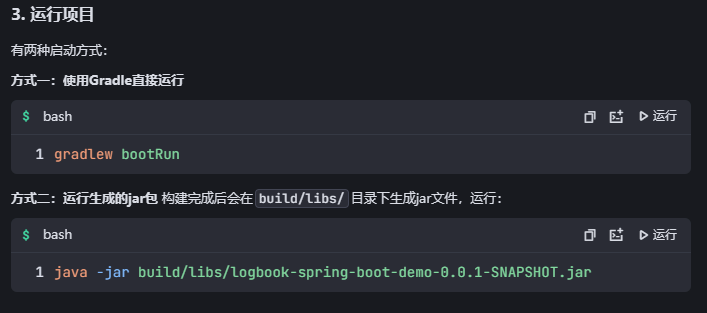 3. 运行项目
有两种启动方式：
方式一：使用Gradle直接运行
$ bash 运行
1 gradlew bootRun
方式二：运行生成的jar包 构建完成后会在 build/libs/ 目录下生成jar文件，运行：
$ bash 运行
1 java -jar build/libs/logbook-spring-boot-demo-0.0.1-SNAPSHOT.jar